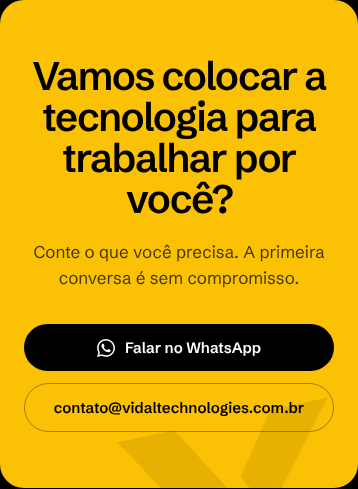 Vamos colocar a
tecnologia para
trabalhar por
você?
Conte o que você precisa. A primeira
conversa é sem compromisso.
Falar no WhatsApp
contato@vidaltechnologies.com.br